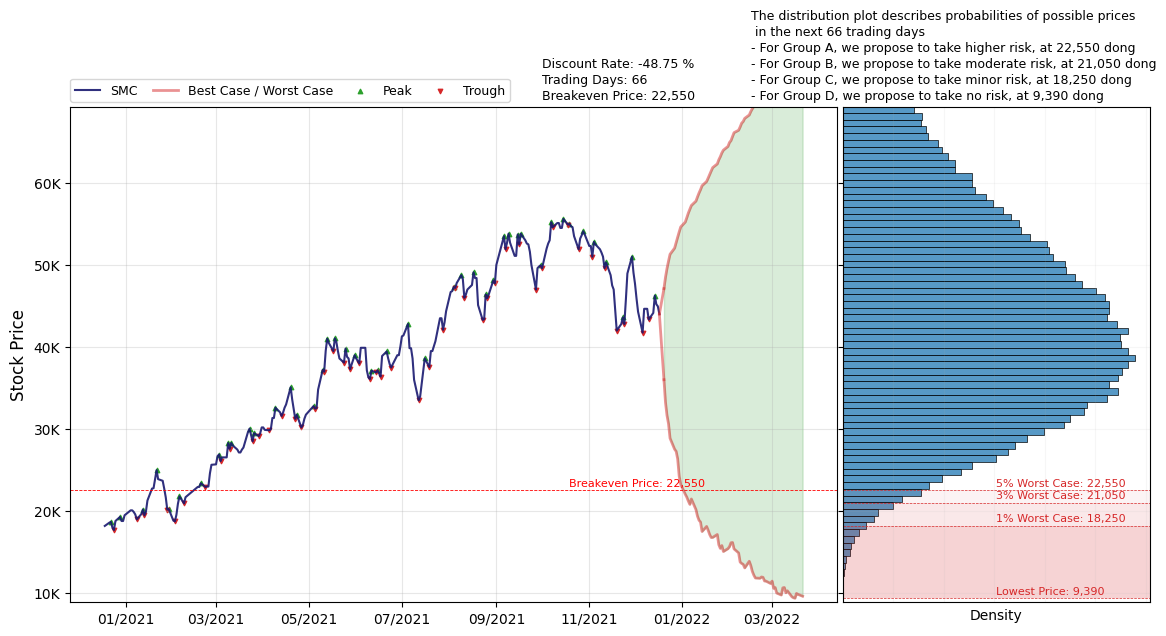 The distribution plot describes probabilities of possible prices
in the next 66 trading days
- For Group A, we propose to take higher risk, at 22,550 dong
- For Group B, we propose to take moderate risk, at 21,050 dong
- For Group C, we propose to take minor risk, at 18,250 dong
- For Group D, we propose to take no risk, at 9,390 dong
Discount Rate: -48.75 %
Trading Days: 66
Breakeven Price: 22,550
SMC
Best Case / Worst Case
Peak
Trough
Stock Price
60K
50K
40K
30K
20K
10K
Breakeven Price: 22,550
5% Worst Case: 22,550
3% Worst Case: 21,050
1% Worst Case: 18,250
Lowest Price: 9,390
01/2021
03/2021
05/2021
07/2021
09/2021
11/2021
01/2022
03/2022
Density